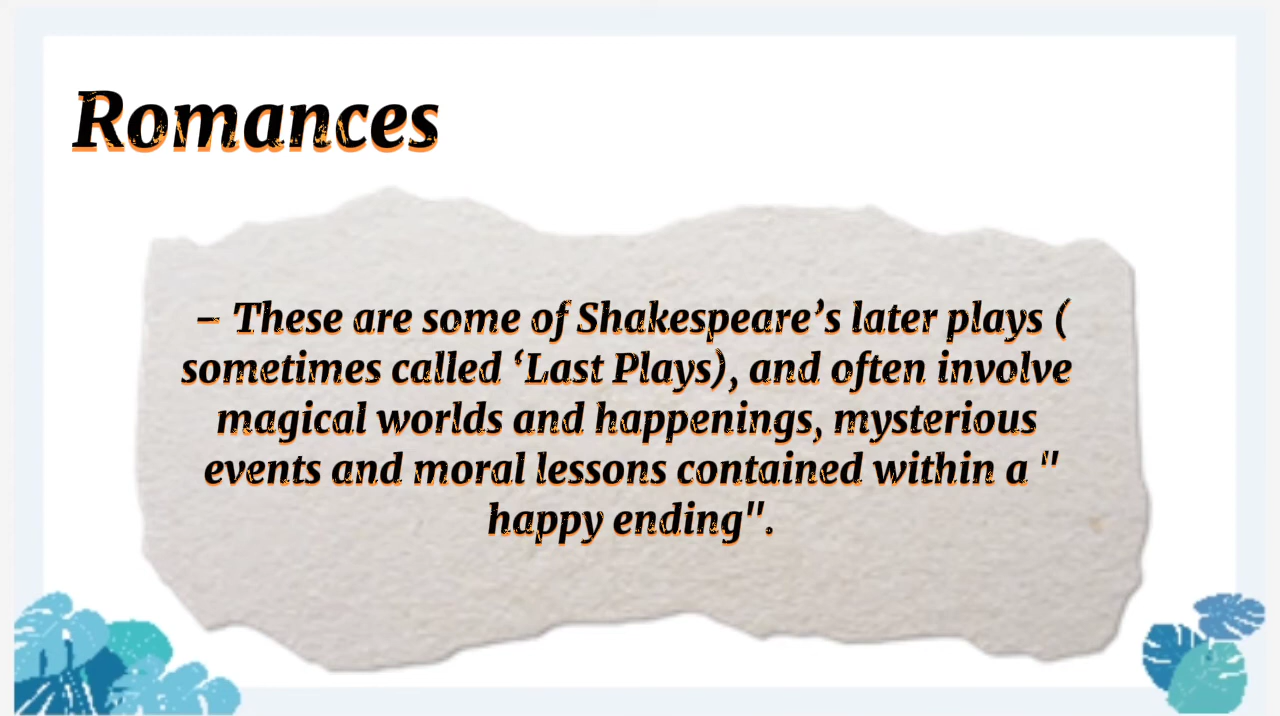 Romances
– These are some of Shakespeare’s later plays (
sometimes called ‘Last Plays), and often involve
magical worlds and happenings, mysterious
events and moral lessons contained within a "
happy ending".